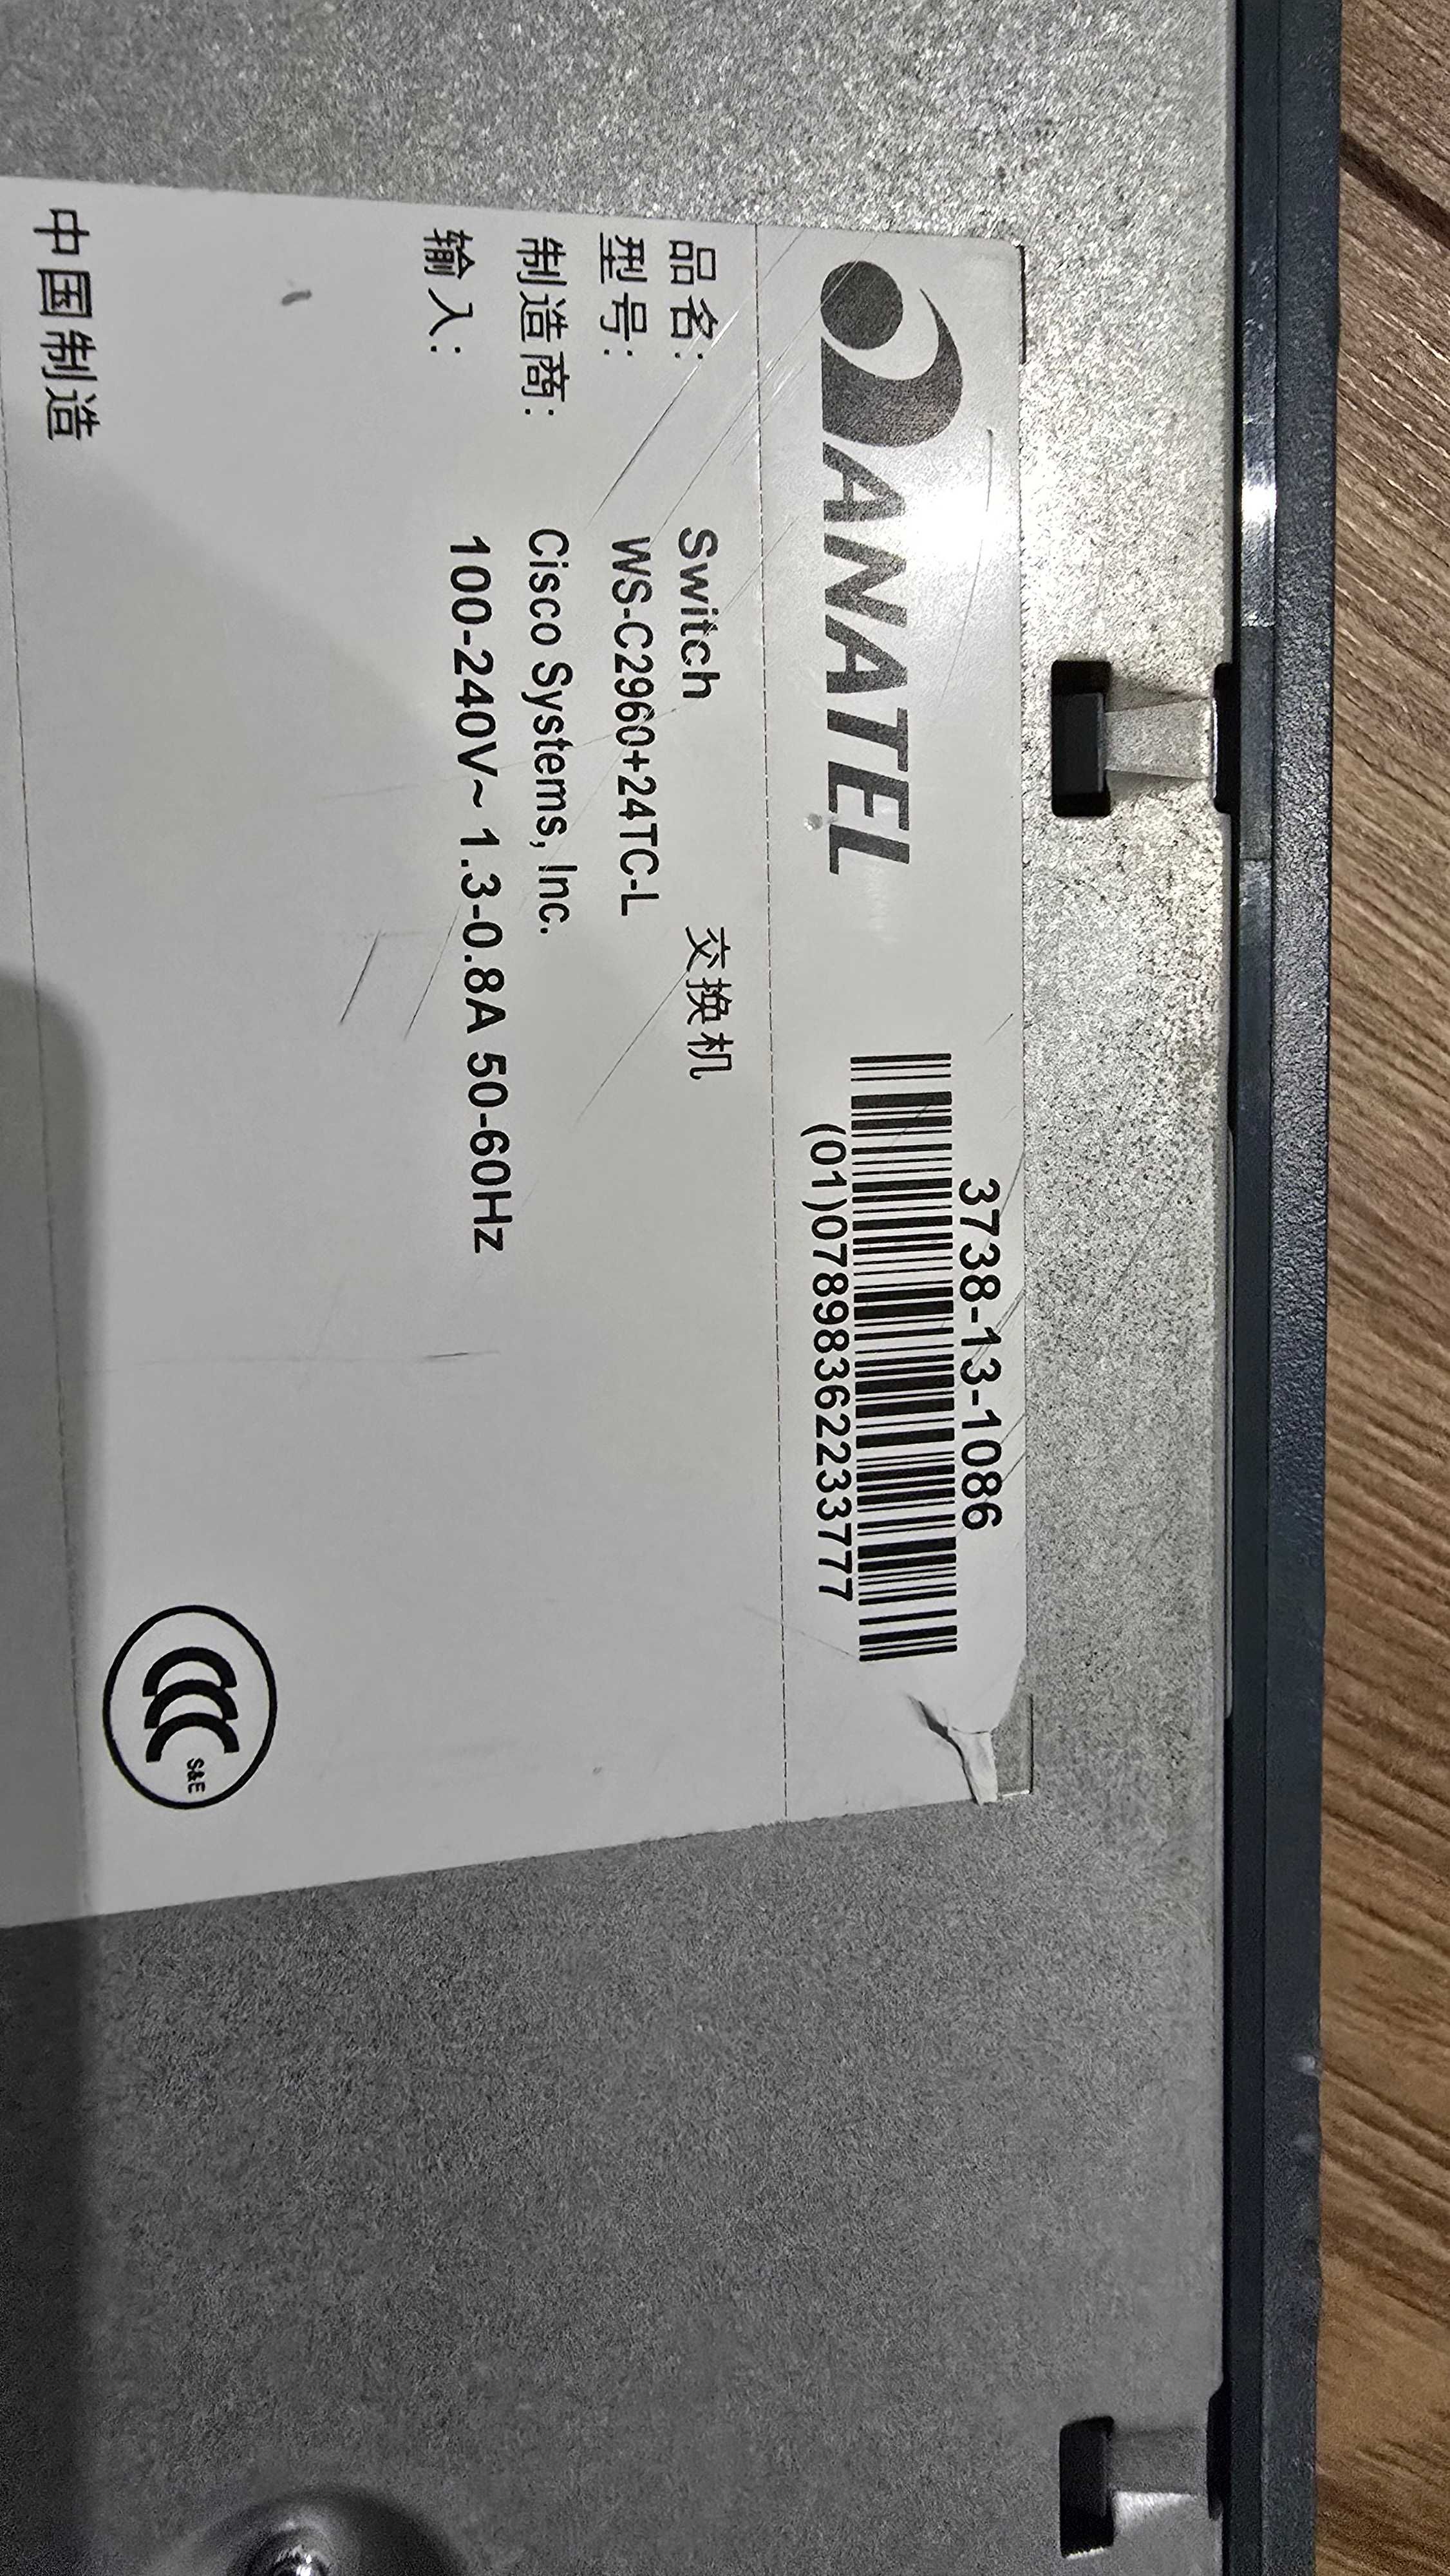 ANATEL
3738-13-1086
(01)07898362233777
品名: Switch 交换机
型号: WS-C2960+24TC-L
制造商: Cisco Systems, Inc.
输入: 100-240V~ 1.3-0.8A 50-60Hz
CCC S&E
中国制造